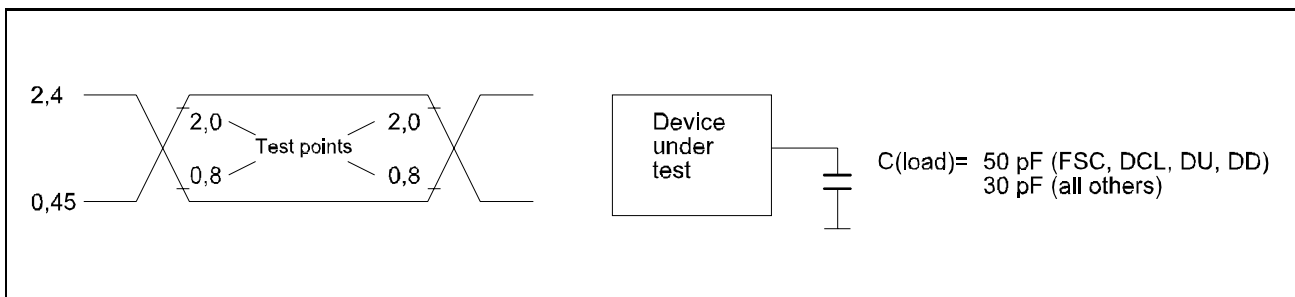 2,4
2,0
2,0
Test points
0,8
0,8
0,45
Device
under
test
C(load)= 50 pF (FSC, DCL, DU, DD)
30 pF (all others)